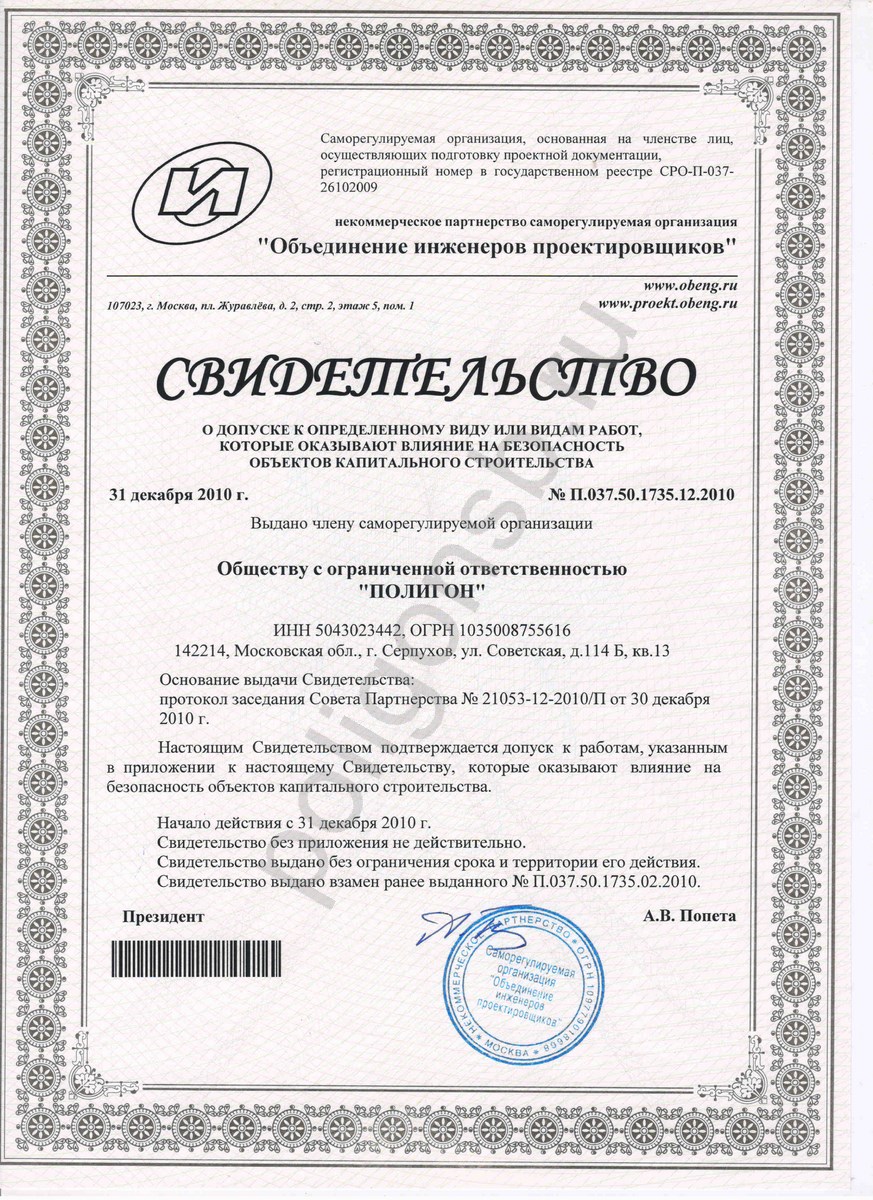 Саморегулируемая организация, основанная на членстве лиц,
осуществляющих подготовку проектной документации,
регистрационный номер в государственном реестре СРО-П-037-
26102009
некоммерческое партнерство саморегулируемая организация
"Объединение инженеров проектировщиков"
www.obeng.ru
107023, г. Москва, пл. Журавлёва, д. 2, стр. 2, этаж 5, пом. 1
www.proekt.obeng.ru
СВИДЕТЕЛЬСТВО
О ДОПУСКЕ К ОПРЕДЕЛЕННОМУ ВИДУ ИЛИ ВИДАМ РАБОТ,
КОТОРЫЕ ОКАЗЫВАЮТ ВЛИЯНИЕ НА БЕЗОПАСНОСТЬ
ОБЪЕКТОВ КАПИТАЛЬНОГО СТРОИТЕЛЬСТВА
31 декабря 2010 г. № П.037.50.1735.12.2010
Выдано члену саморегулируемой организации
Обществу с ограниченной ответственностью
"ПОЛИГОН"
ИНН 5043023442, ОГРН 1035008755616
142214, Московская обл., г. Серпухов, ул. Советская, д.114 Б, кв.13
Основание выдачи Свидетельства:
протокол заседания Совета Партнерства № 21053-12-2010/П от 30 декабря
2010 г.
Настоящим Свидетельством подтверждается допуск к работам, указанным
в приложении к настоящему Свидетельству, которые оказывают влияние на
безопасность объектов капитального строительства.
Начало действия с 31 декабря 2010 г.
Свидетельство без приложения не действительно.
Свидетельство выдано без ограничения срока и территории его действия.
Свидетельство выдано взамен ранее выданного № П.037.50.1735.02.2010.
Президент А.В. Попета
НЕКОММЕРЧЕСКОЕ ПАРТНЕРСТВО * ОГРН 1097799018698 * МОСКВА *
Саморегулируемая
организация
"Объединение
инженеров
проектировщиков"
poligonsb.ru